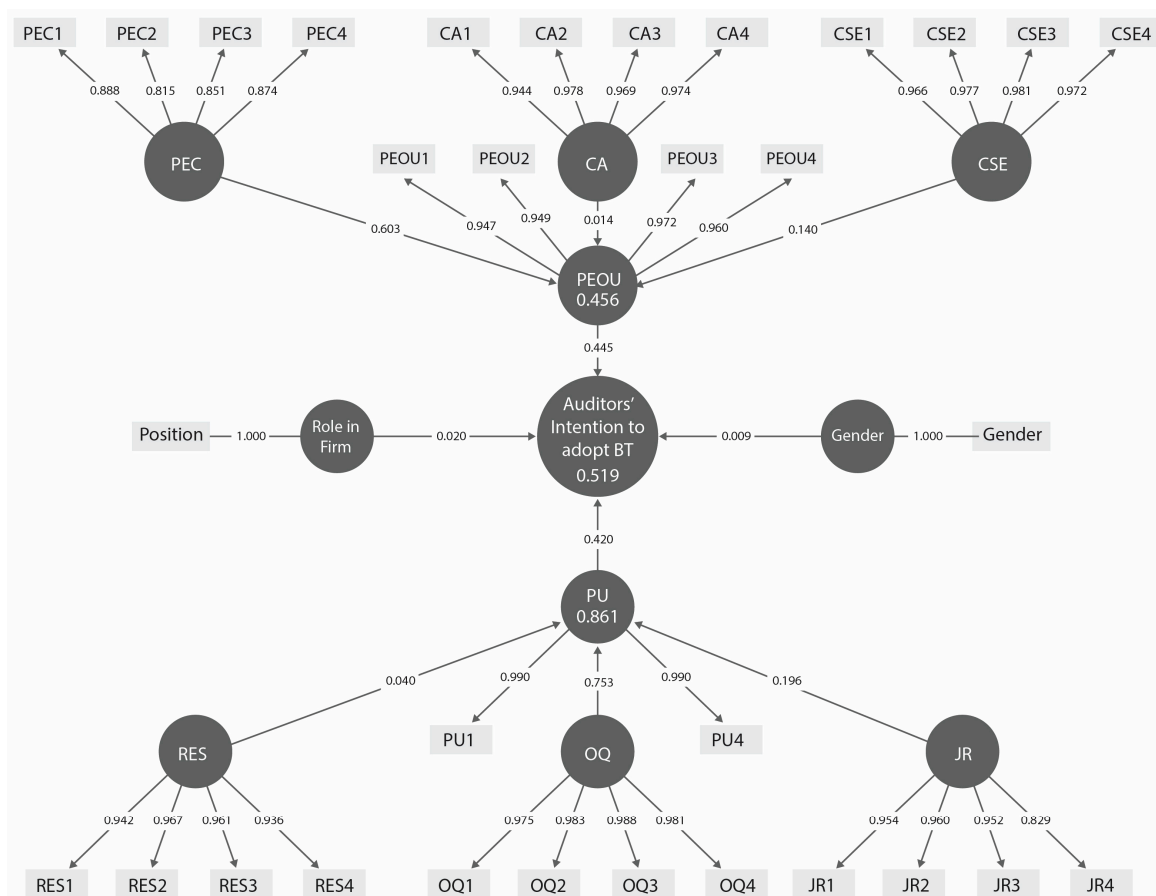 PEC1 PEC2 PEC3 PEC4 CA1 CA2 CA3 CA4 CSE1 CSE2 CSE3 CSE4
0.888 0.815 0.851 0.874 0.944 0.978 0.969 0.974 0.966 0.977 0.981 0.972
PEC CA CSE
PEOU1 PEOU2 PEOU3 PEOU4
0.603 0.947 0.949 0.014 0.972 0.960 0.140
PEOU
0.456
0.445
Position 1.000 Role in
Firm
0.020
Auditors'
Intention to
adopt BT
0.519
0.009 Gender 1.000 Gender
0.420
PU
0.861
0.040 0.990 0.753 0.990 0.196
PU1 PU4
RES OQ JR
0.942 0.967 0.961 0.936 0.975 0.983 0.988 0.981 0.954 0.960 0.952 0.829
RES1 RES2 RES3 RES4 OQ1 OQ2 OQ3 OQ4 JR1 JR2 JR3 JR4